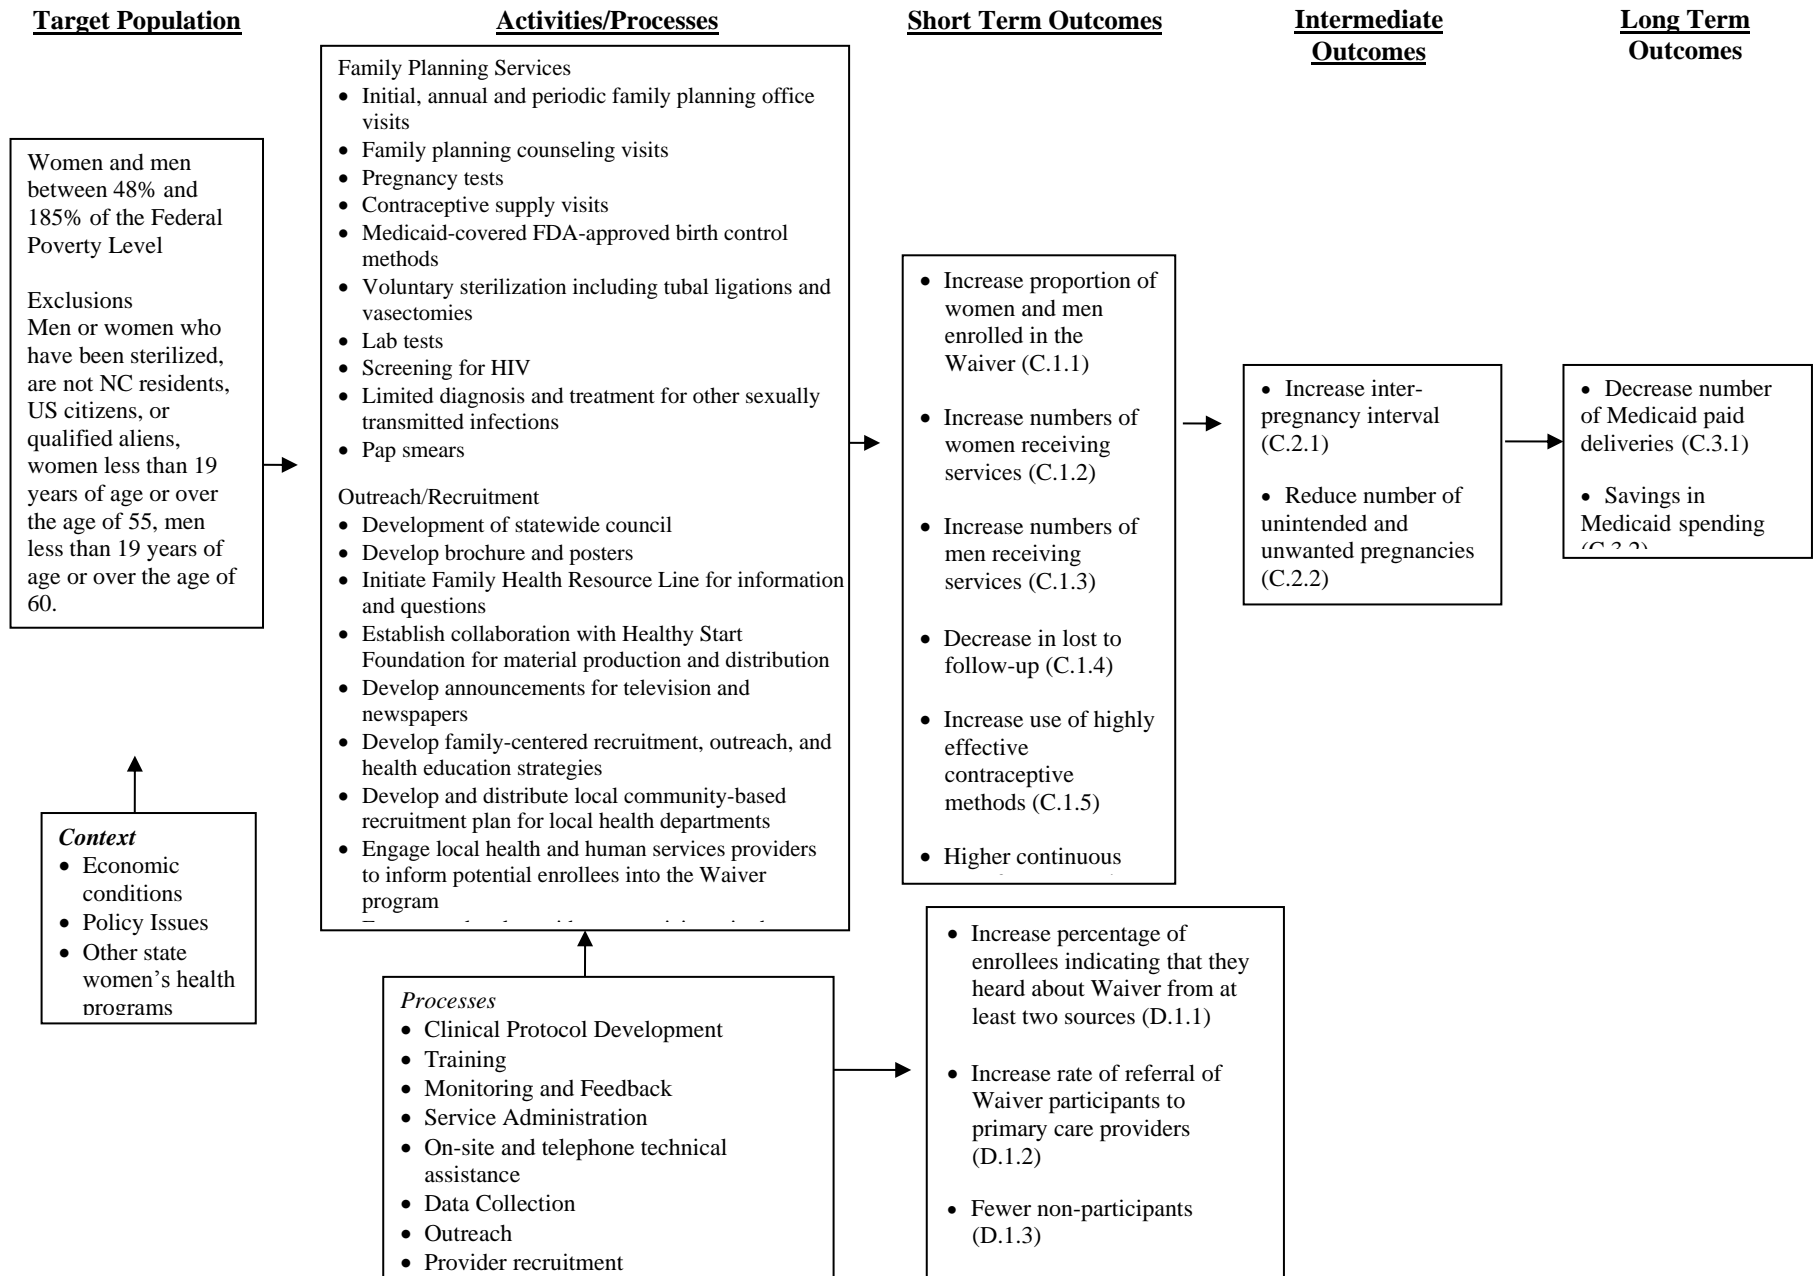 Target Population
Activities/Processes
Short Term Outcomes
Intermediate
Outcomes
Long Term
Outcomes
Women and men
between 48% and
185% of the Federal
Poverty Level
Exclusions
Men or women who
have been sterilized,
are not NC residents,
US citizens, or
qualified aliens,
women less than 19
years of age or over
the age of 55, men
less than 19 years of
age or over the age of
60.
Context
• Economic
conditions
• Policy Issues
• Other state
women’s health
programs
Family Planning Services
• Initial, annual and periodic family planning office
visits
• Family planning counseling visits
• Pregnancy tests
• Contraceptive supply visits
• Medicaid-covered FDA-approved birth control
methods
• Voluntary sterilization including tubal ligations and
vasectomies
• Lab tests
• Screening for HIV
• Limited diagnosis and treatment for other sexually
transmitted infections
• Pap smears
Outreach/Recruitment
• Development of statewide council
• Develop brochure and posters
• Initiate Family Health Resource Line for information
and questions
• Establish collaboration with Healthy Start
Foundation for material production and distribution
• Develop announcements for television and
newspapers
• Develop family-centered recruitment, outreach, and
health education strategies
• Develop and distribute local community-based
recruitment plan for local health departments
• Engage local health and human services providers
to inform potential enrollees into the Waiver
program
Processes
• Clinical Protocol Development
• Training
• Monitoring and Feedback
• Service Administration
• On-site and telephone technical
assistance
• Data Collection
• Outreach
• Provider recruitment
• Increase proportion of
women and men
enrolled in the
Waiver (C.1.1)
• Increase numbers of
women receiving
services (C.1.2)
• Increase numbers of
men receiving
services (C.1.3)
• Decrease in lost to
follow-up (C.1.4)
• Increase use of highly
effective
contraceptive
methods (C.1.5)
• Higher continuous
• Increase percentage of
enrollees indicating that they
heard about Waiver from at
least two sources (D.1.1)
• Increase rate of referral of
Waiver participants to
primary care providers
(D.1.2)
• Fewer non-participants
(D.1.3)
• Increase inter-
pregnancy interval
(C.2.1)
• Reduce number of
unintended and
unwanted pregnancies
(C.2.2)
• Decrease number
of Medicaid paid
deliveries (C.3.1)
• Savings in
Medicaid spending
(C.3.2)